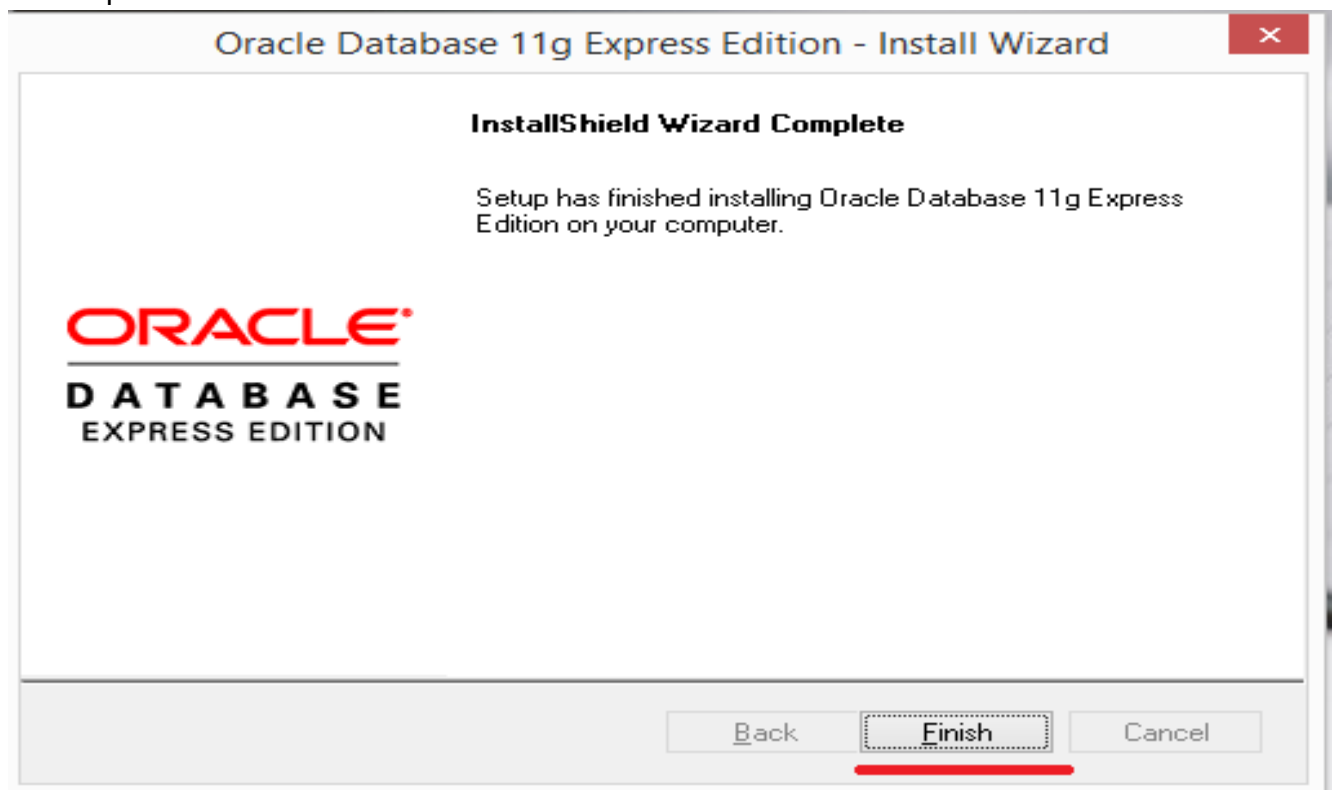 Oracle Database 11g Express Edition - Install Wizard
×
InstallShield Wizard Complete
Setup has finished installing Oracle Database 11g Express
Edition on your computer.
ORACLE
DATABASE
EXPRESS EDITION
Back Finish Cancel